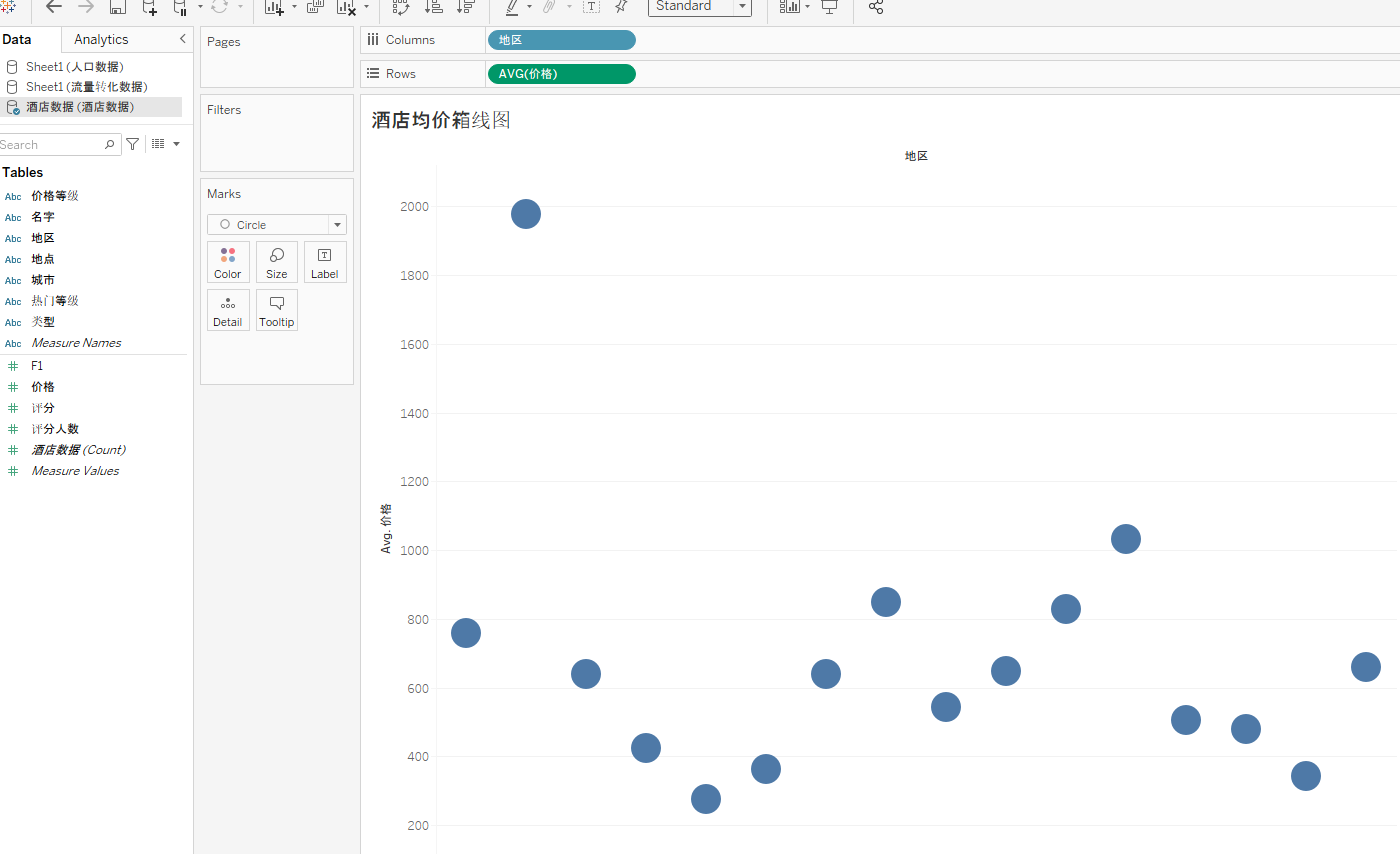 Standard
Data
Analytics
Sheet1 (人口数据)
Sheet1 (流量转化数据)
酒店数据 (酒店数据)
Search
Tables
Abc 价格等级
Abc 名字
Abc 地区
Abc 地点
Abc 城市
Abc 热门等级
Abc 类型
Abc Measure Names
F1
价格
评分
评分人数
酒店数据 (Count)
Measure Values
Pages
Filters
Marks
Circle
Color Size Label
Detail Tooltip
Columns 地区
Rows AVG(价格)
酒店均价箱线图
地区
Avg. 价格
2000
1800
1600
1400
1200
1000
800
600
400
200